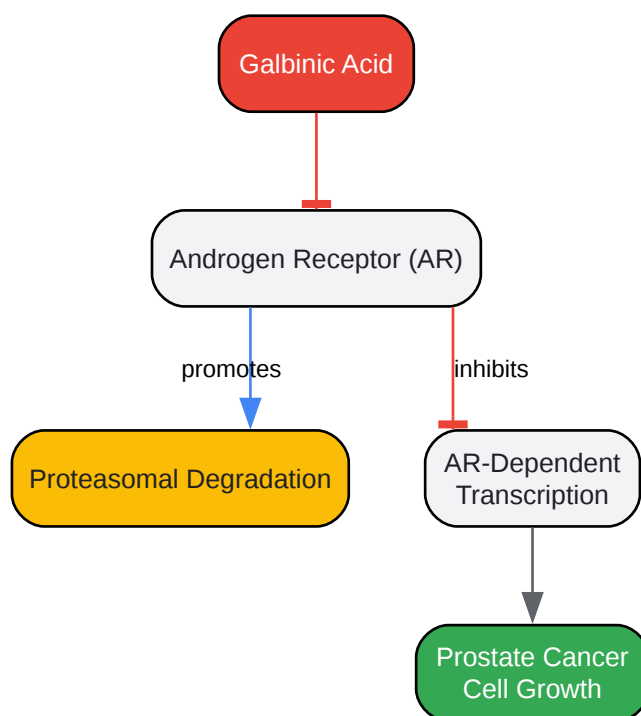 Galbinic Acid
Androgen Receptor (AR)
promotes
inhibits
Proteasomal Degradation
AR-Dependent
Transcription
Prostate Cancer
Cell Growth